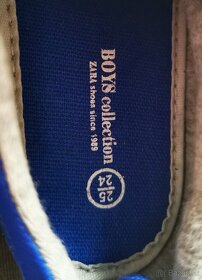 BOYS collection
ZARA shoes since 1989
25
24